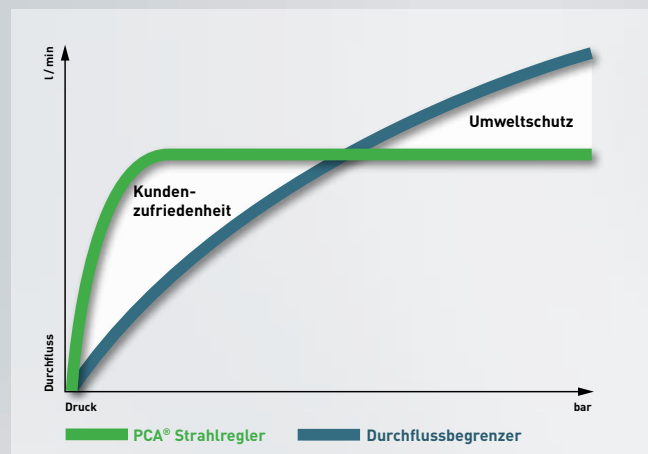 l / min
Umweltschutz
Kunden-
zufriedenheit
Durchfluss
Druck
bar
PCA® Strahlregler
Durchflussbegrenzer